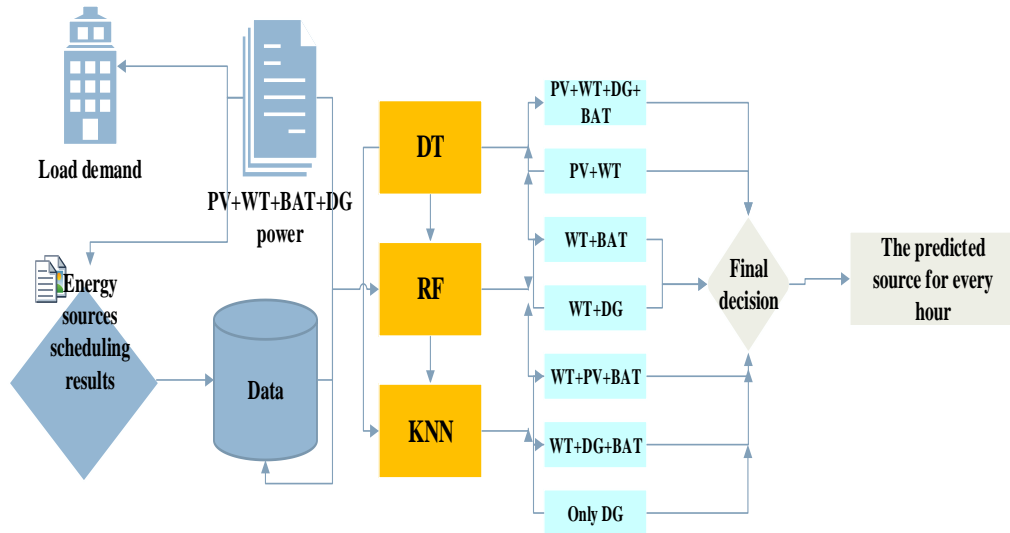 Load demand
PV+WT+BAT+DG
power
Energy
sources
scheduling
results
Data
DT
RF
KNN
PV+WT+DG+
BAT
PV+WT
WT+BAT
WT+DG
WT+PV+BAT
WT+DG+BAT
Only DG
Final
decision
The predicted
source for every
hour